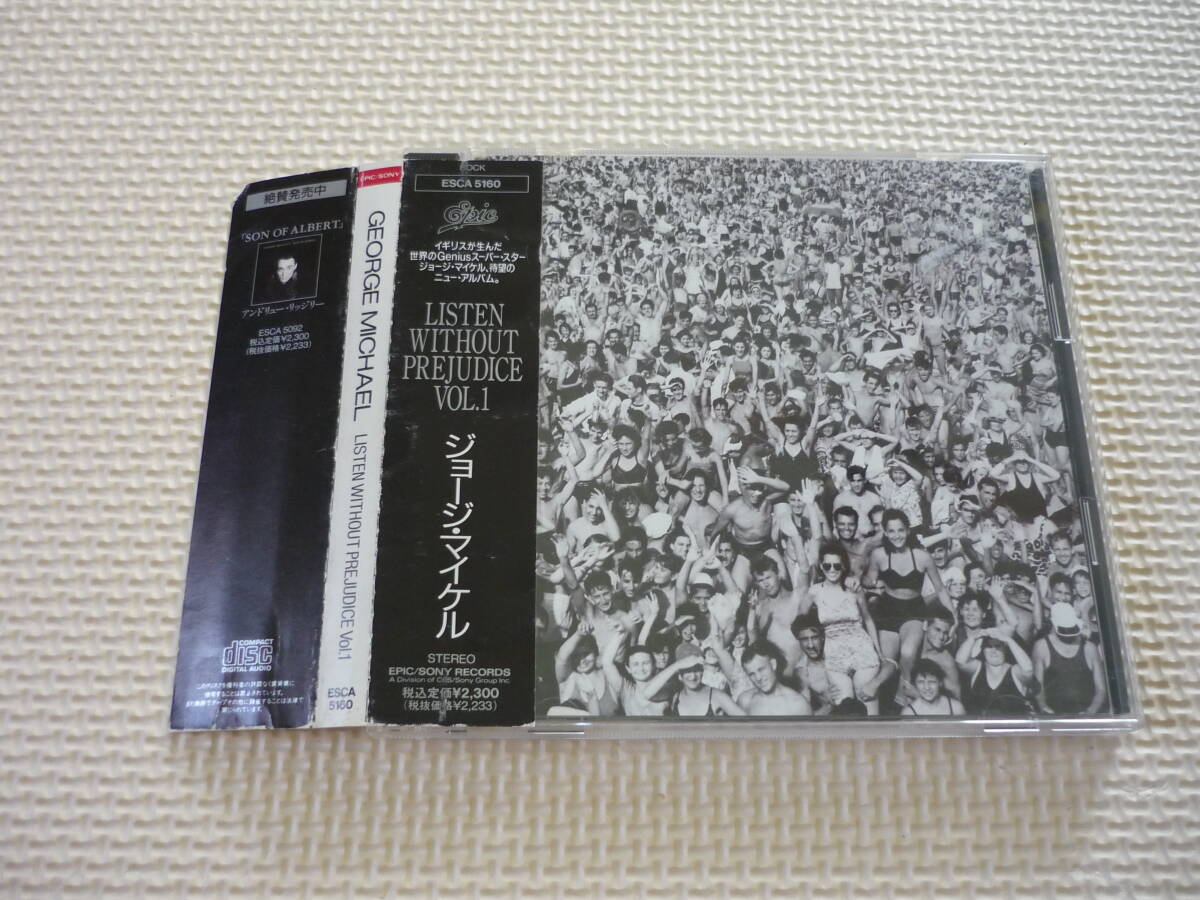 絶賛発売中
「SON OF ALBERT」
アンドリュー・リッジリー
ESCA 5092
税込定価¥2,300
(税抜価格¥2,233)
COMPACT
disc
DIGITAL AUDIO
EPIC/SONY
GEORGE MICHAEL LISTEN WITHOUT PREJUDICE Vol.1
ESCA
5160
ROCK
ESCA 5160
Epic
イギリスが生んだ
世界のGeniusスーパー・スター
ジョージ・マイケル、待望の
ニュー・アルバム。
LISTEN
WITHOUT
PREJUDICE
VOL.1
ジョージ・マイケル
STEREO
EPIC/SONY RECORDS
A Division of CBS/Sony Group Inc.
税込定価¥2,300
(税抜価格¥2,233)